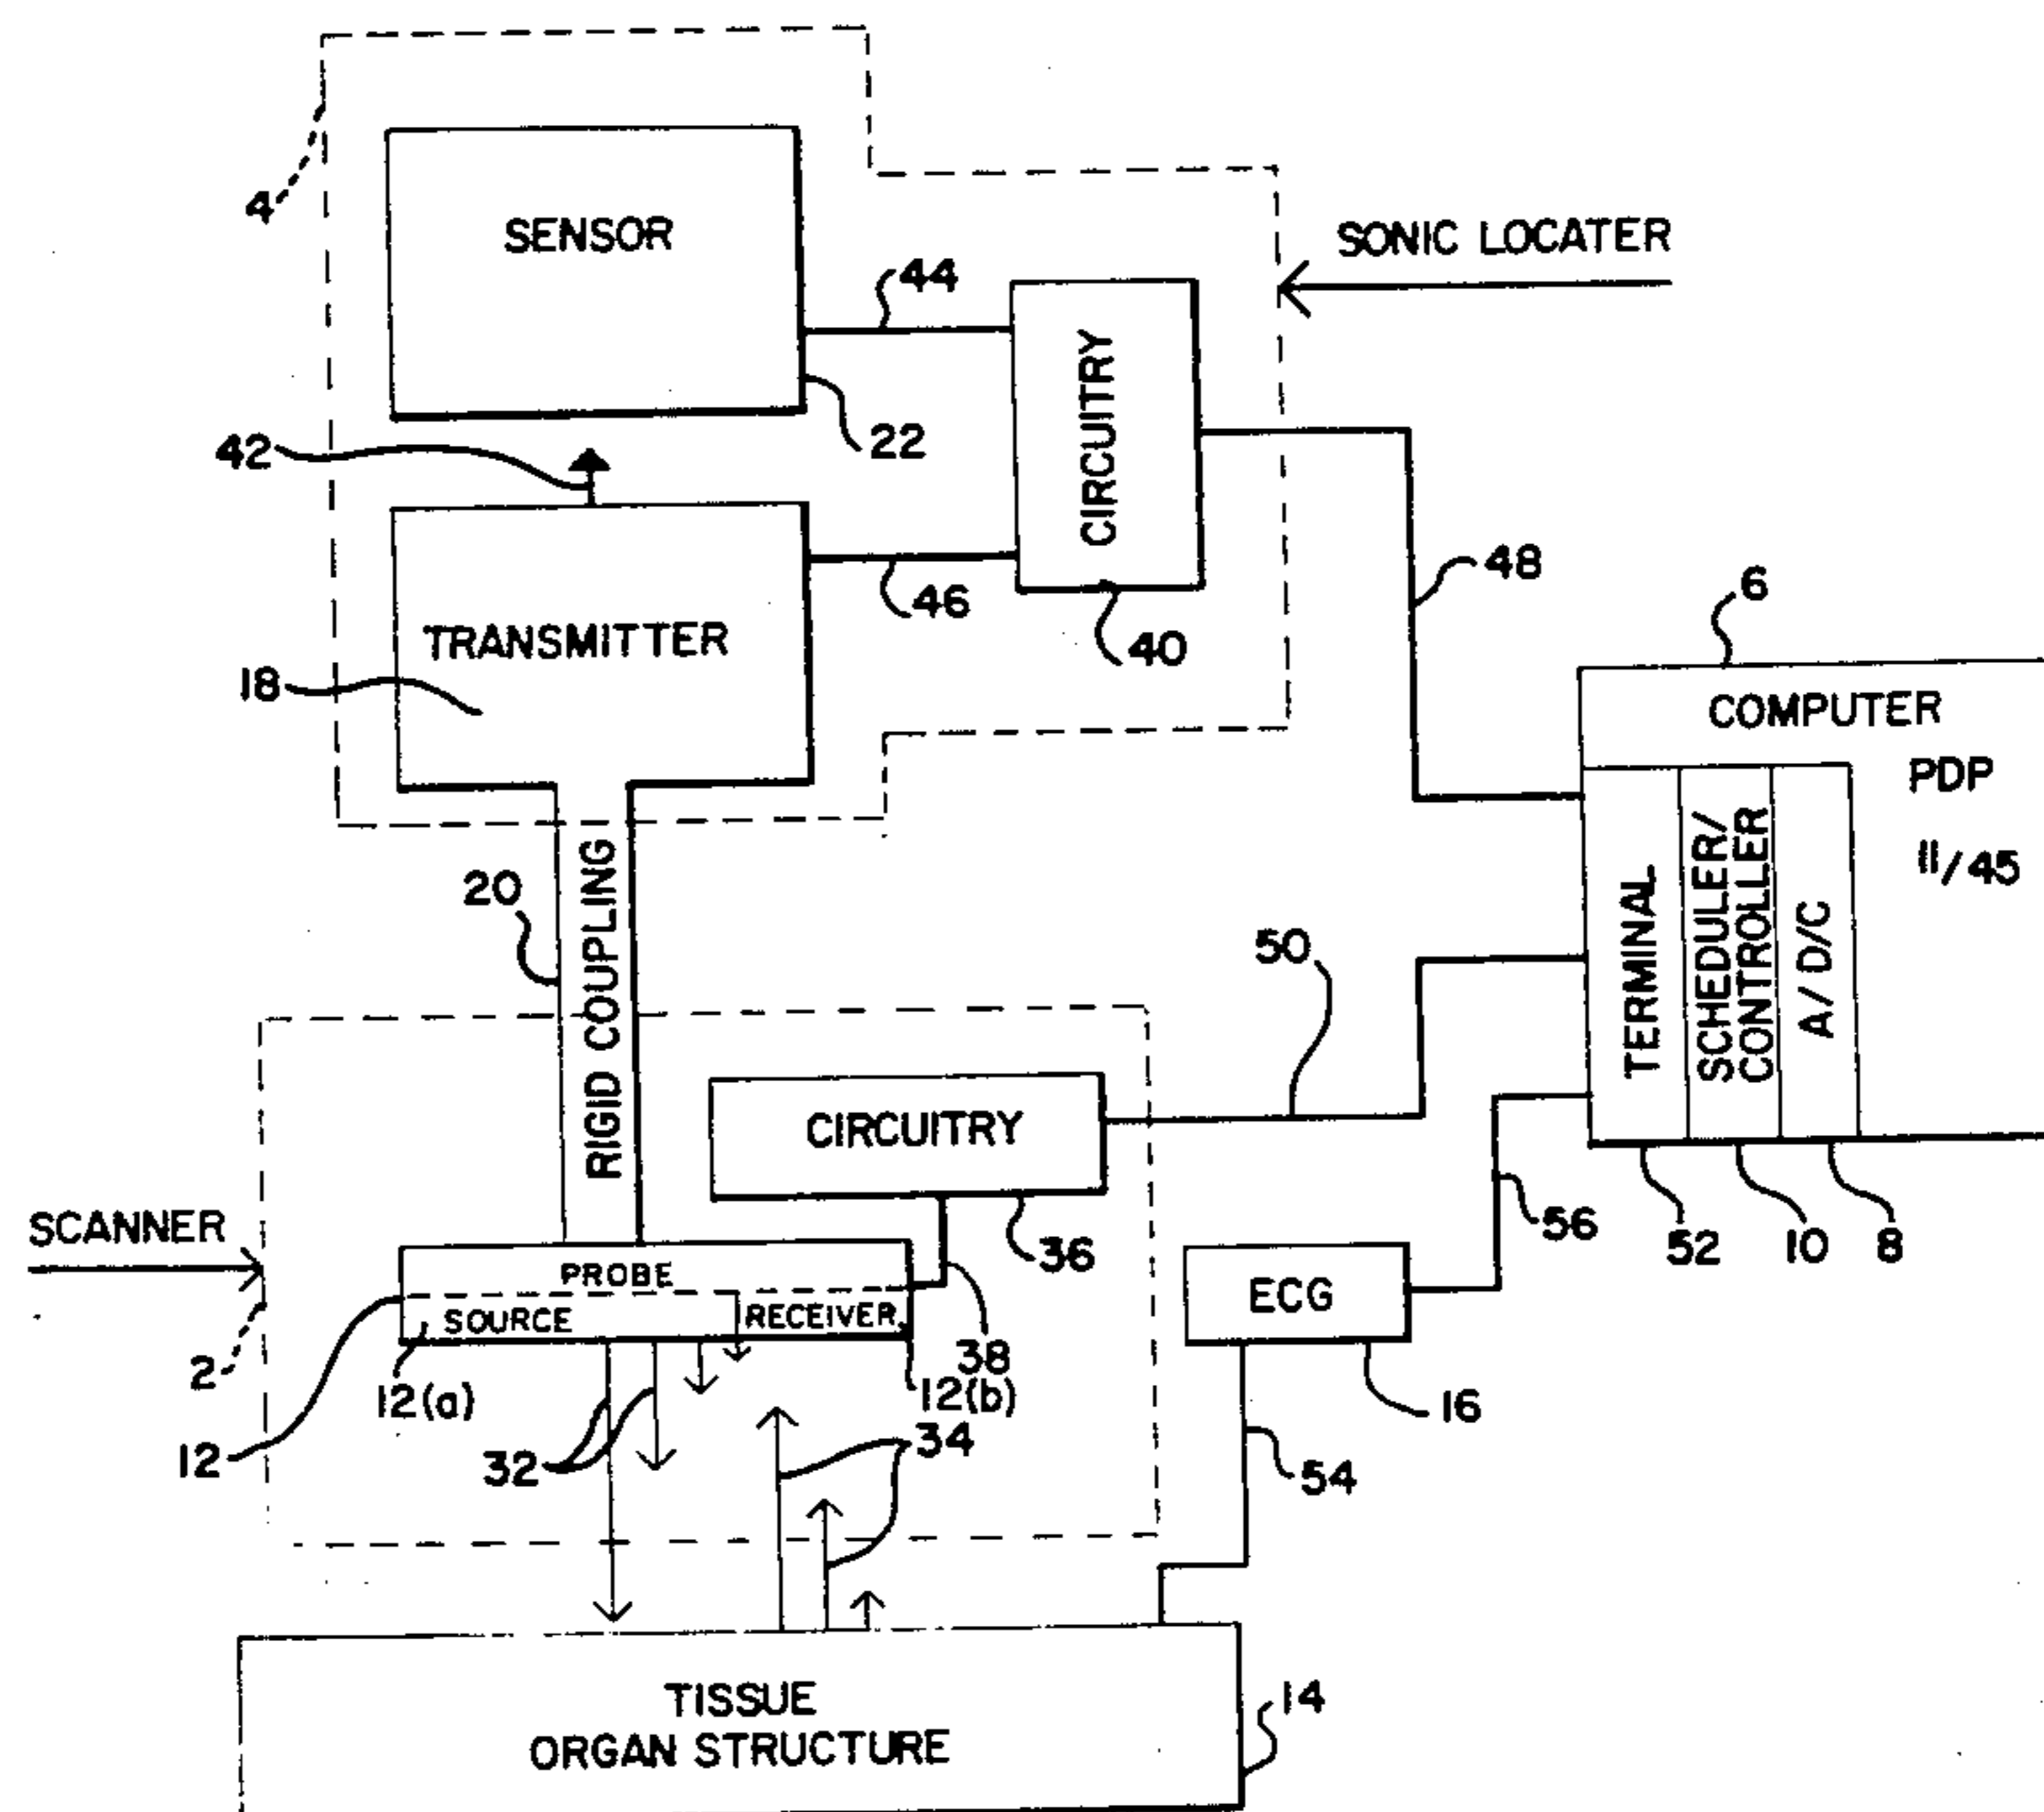 4
SENSOR
44
SONIC LOCATER
42
22
CIRCUITRY
TRANSMITTER
18
46
40
48
6
COMPUTER
PDP
11/45
TERMINAL
SCHEDULER/
CONTROLLER
A/D/C
20
RIGID COUPLING
50
CIRCUITRY
SCANNER
36
56
52
10
8
PROBE
SOURCE
RECEIVER
ECG
2
12(a)
38
12(b)
16
12
32
34
54
TISSUE
ORGAN STRUCTURE
14